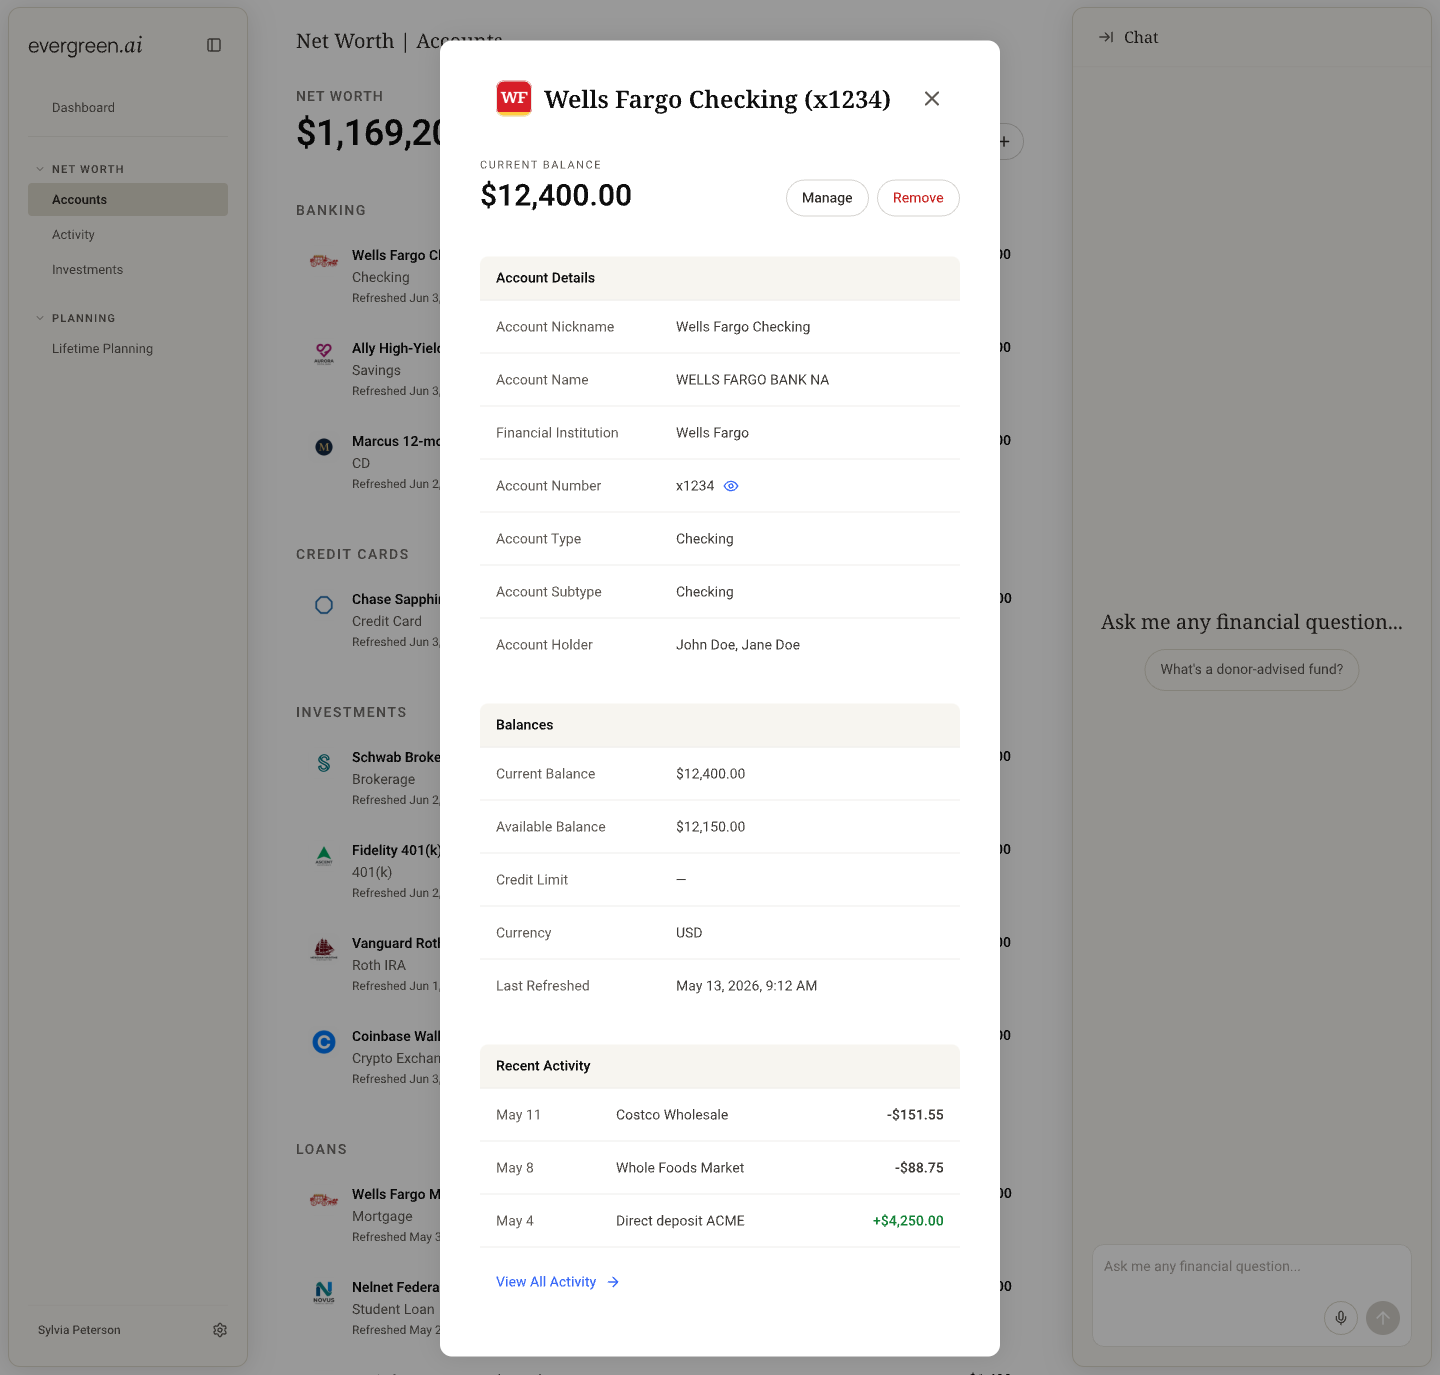 evergreen.ai
Dashboard
NET WORTH
Accounts
Activity
Investments
PLANNING
Lifetime Planning
Sylvia Peterson
Net Worth | Accounts
NET WORTH
$1,169,20
BANKING
Wells Fargo Ch
Checking
Refreshed Jun 3,
Ally High-Yield
Savings
Refreshed Jun 3,
Marcus 12-mo
CD
Refreshed Jun 2,
CREDIT CARDS
Chase Sapphir
Credit Card
Refreshed Jun 3,
INVESTMENTS
Schwab Broke
Brokerage
Refreshed Jun 2,
Fidelity 401(k)
401(k)
Refreshed Jun 2,
Vanguard Roth
Roth IRA
Refreshed Jun 1,
Coinbase Wall
Crypto Exchan
Refreshed Jun 3,
LOANS
Wells Fargo M
Mortgage
Refreshed May 3
Nelnet Federa
Student Loan
Refreshed May 2
WF Wells Fargo Checking (x1234)
CURRENT BALANCE
$12,400.00
Manage Remove
Account Details
Account Nickname Wells Fargo Checking
Account Name WELLS FARGO BANK NA
Financial Institution Wells Fargo
Account Number x1234
Account Type Checking
Account Subtype Checking
Account Holder John Doe, Jane Doe
Balances
Current Balance $12,400.00
Available Balance $12,150.00
Credit Limit —
Currency USD
Last Refreshed May 13, 2026, 9:12 AM
Recent Activity
May 11 Costco Wholesale -$151.55
May 8 Whole Foods Market -$88.75
May 4 Direct deposit ACME +$4,250.00
View All Activity
Chat
Ask me any financial question...
What's a donor-advised fund?
Ask me any financial question...